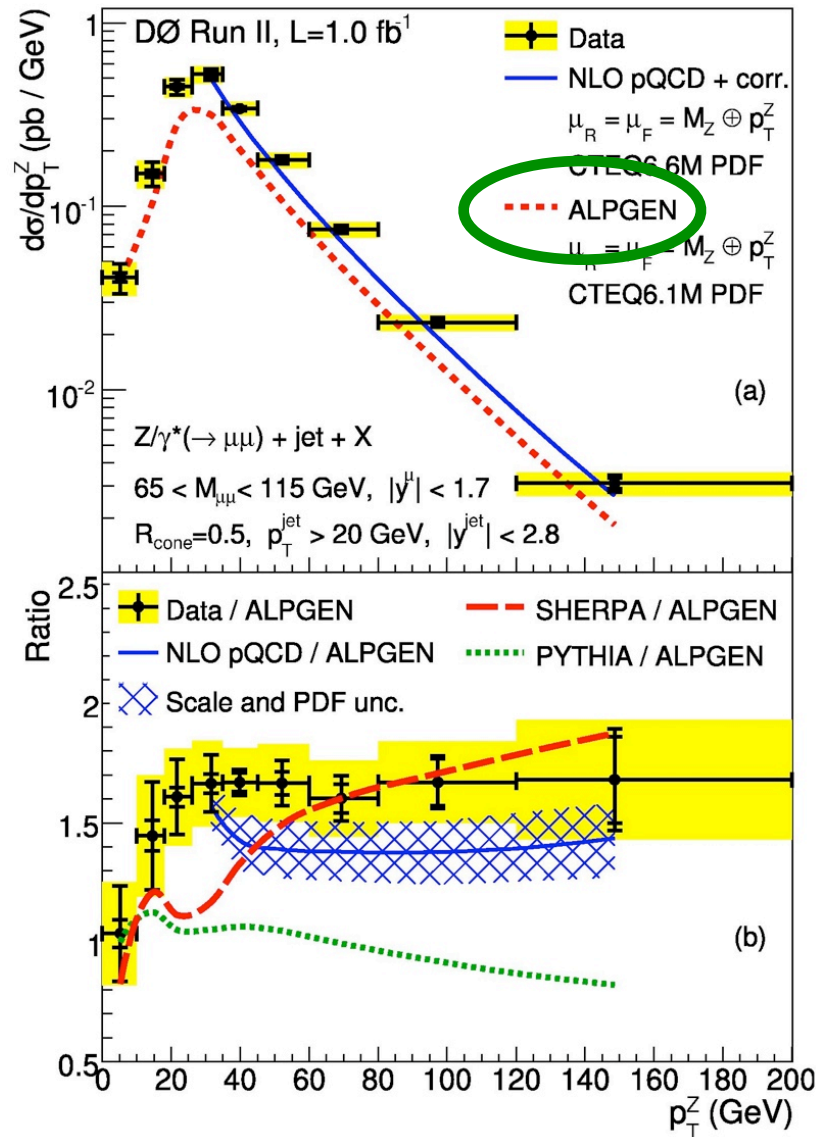 DØ Run II, L=1.0 fb⁻¹
Data
NLO pQCD + corr.
μ_R = μ_F = M_Z ⊕ p_T^Z
CTEQ6.6M PDF
ALPGEN
μ_R = μ_F = M_Z ⊕ p_T^Z
CTEQ6.1M PDF
(a)
dσ/dp_T^Z (pb / GeV)
1
10⁻¹
10⁻²
Z/γ*(→ μμ) + jet + X
65 < M_μμ < 115 GeV, |y^μ| < 1.7
R_cone=0.5, p_T^jet > 20 GeV, |y^jet| < 2.8
Ratio
2.5
2
1.5
1
0.5
Data / ALPGEN
SHERPA / ALPGEN
NLO pQCD / ALPGEN
PYTHIA / ALPGEN
Scale and PDF unc.
(b)
0 20 40 60 80 100 120 140 160 180 200
p_T^Z (GeV)